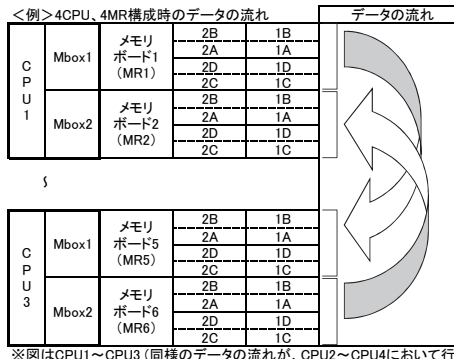 <例>4CPU、4MR構成時のデータの流れ
データの流れ
CPU1
Mbox1
メモリ
ボード1
(MR1)
2B 1B
2A 1A
2D 1D
2C 1C
Mbox2
メモリ
ボード2
(MR2)
2B 1B
2A 1A
2D 1D
2C 1C
~
CPU3
Mbox1
メモリ
ボード5
(MR5)
2B 1B
2A 1A
2D 1D
2C 1C
Mbox2
メモリ
ボード6
(MR6)
2B 1B
2A 1A
2D 1D
2C 1C
※図はCPU1~CPU3(同様のデータの流れが、CPU2~CPU4において行